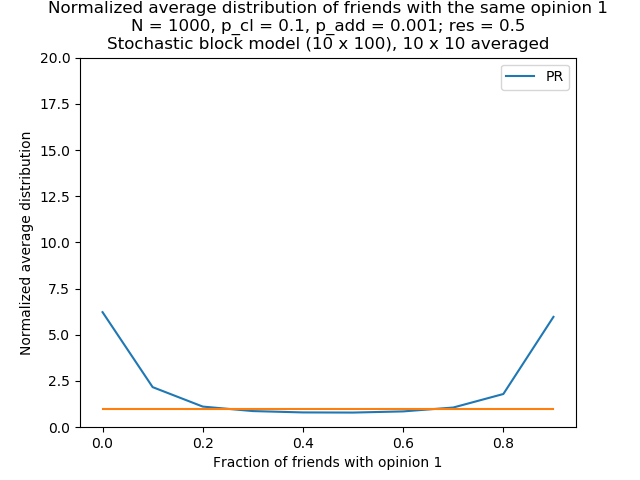 Normalized average distribution of friends with the same opinion 1
N = 1000, p_cl = 0.1, p_add = 0.001; res = 0.5
Stochastic block model (10 x 100), 10 x 10 averaged
PR
Normalized average distribution
20.0
17.5
15.0
12.5
10.0
7.5
5.0
2.5
0.0
0.0 0.2 0.4 0.6 0.8
Fraction of friends with opinion 1